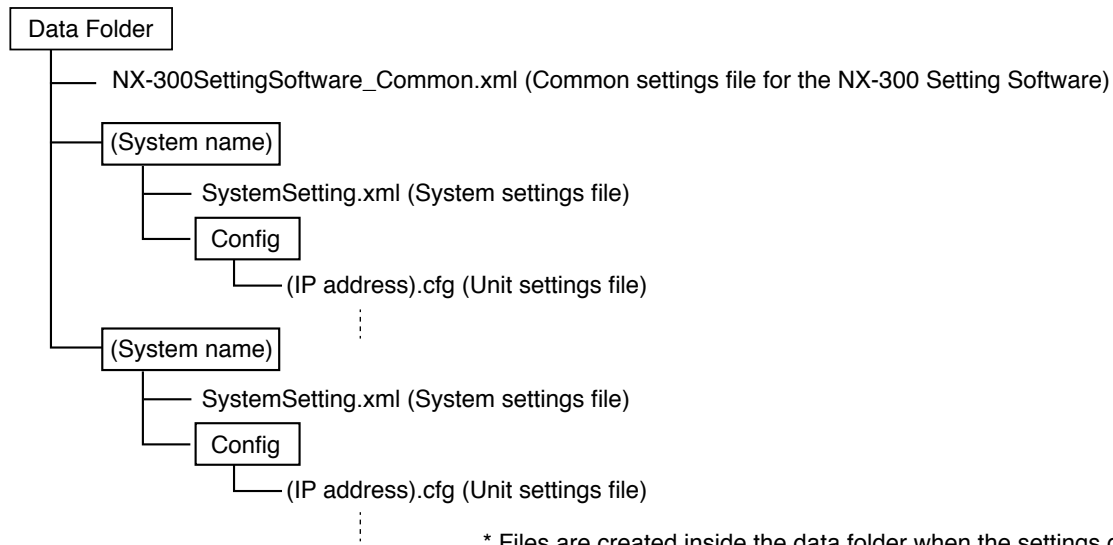 Data Folder
NX-300SettingSoftware_Common.xml (Common settings file for the NX-300 Setting Software)
(System name)
SystemSetting.xml (System settings file)
Config
(IP address).cfg (Unit settings file)
(System name)
SystemSetting.xml (System settings file)
Config
(IP address).cfg (Unit settings file)
* Files are created inside the data folder when the settings